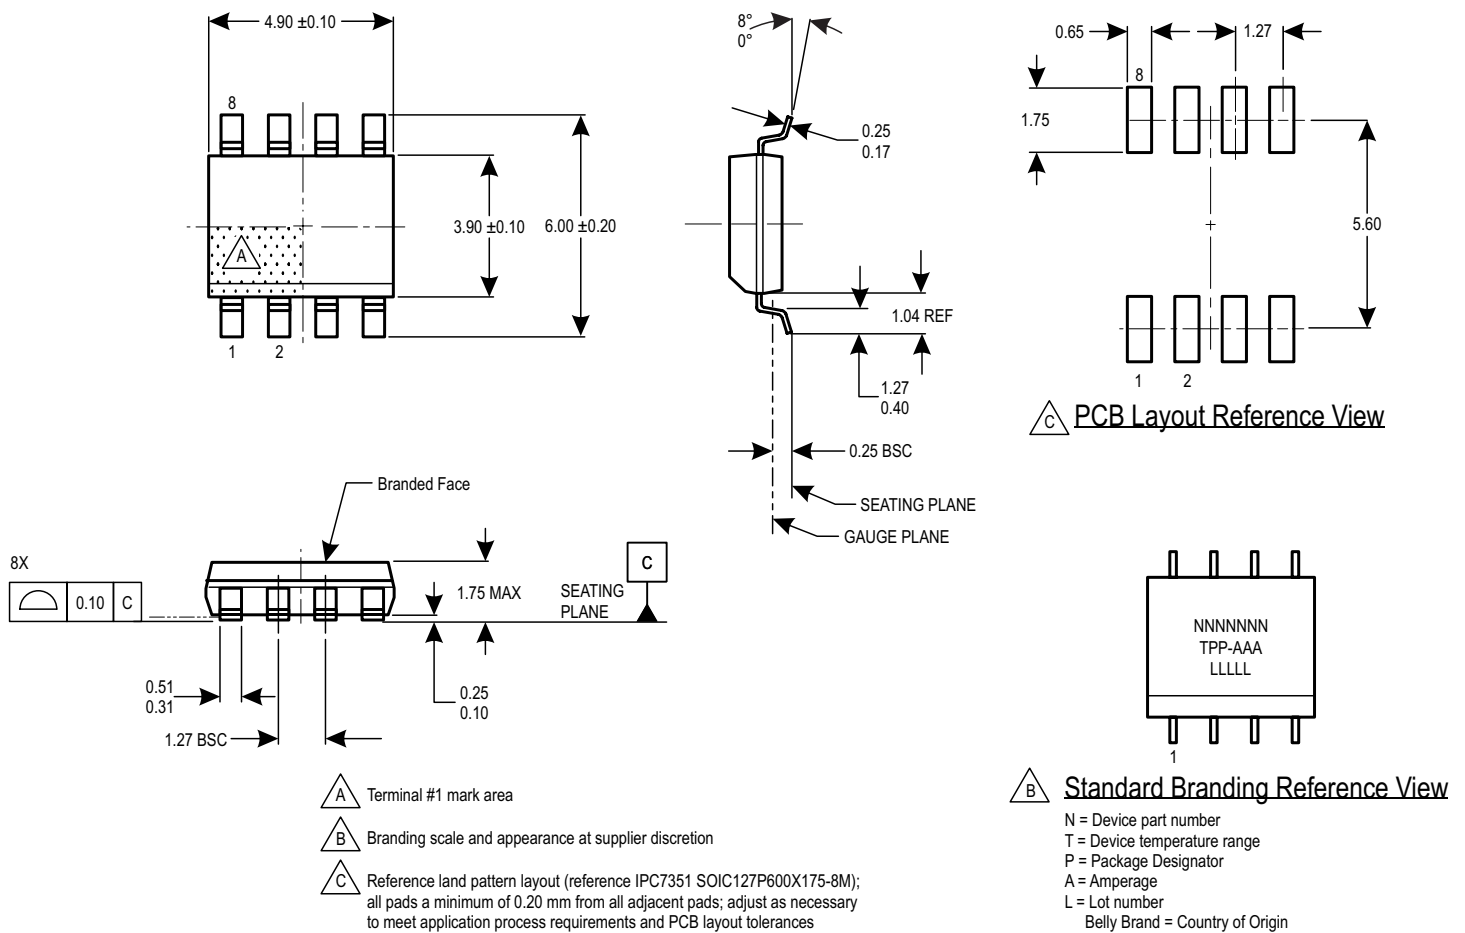 4.90 ±0.10
8
3.90 ±0.10
6.00 ±0.20
A
1
2
8°
0°
0.25
0.17
1.04 REF
1.27
0.40
0.25 BSC
SEATING PLANE
GAUGE PLANE
0.65
1.27
8
1.75
5.60
1
2
C
PCB Layout Reference View
Branded Face
8X
0.10
C
1.75 MAX
SEATING
PLANE
C
0.51
0.31
0.25
0.10
1.27 BSC
A
Terminal #1 mark area
B
Branding scale and appearance at supplier discretion
C
Reference land pattern layout (reference IPC7351 SOIC127P600X175-8M);
all pads a minimum of 0.20 mm from all adjacent pads; adjust as necessary
to meet application process requirements and PCB layout tolerances
NNNNNNN
TPP-AAA
LLLLL
1
B
Standard Branding Reference View
N = Device part number
T = Device temperature range
P = Package Designator
A = Amperage
L = Lot number
Belly Brand = Country of Origin